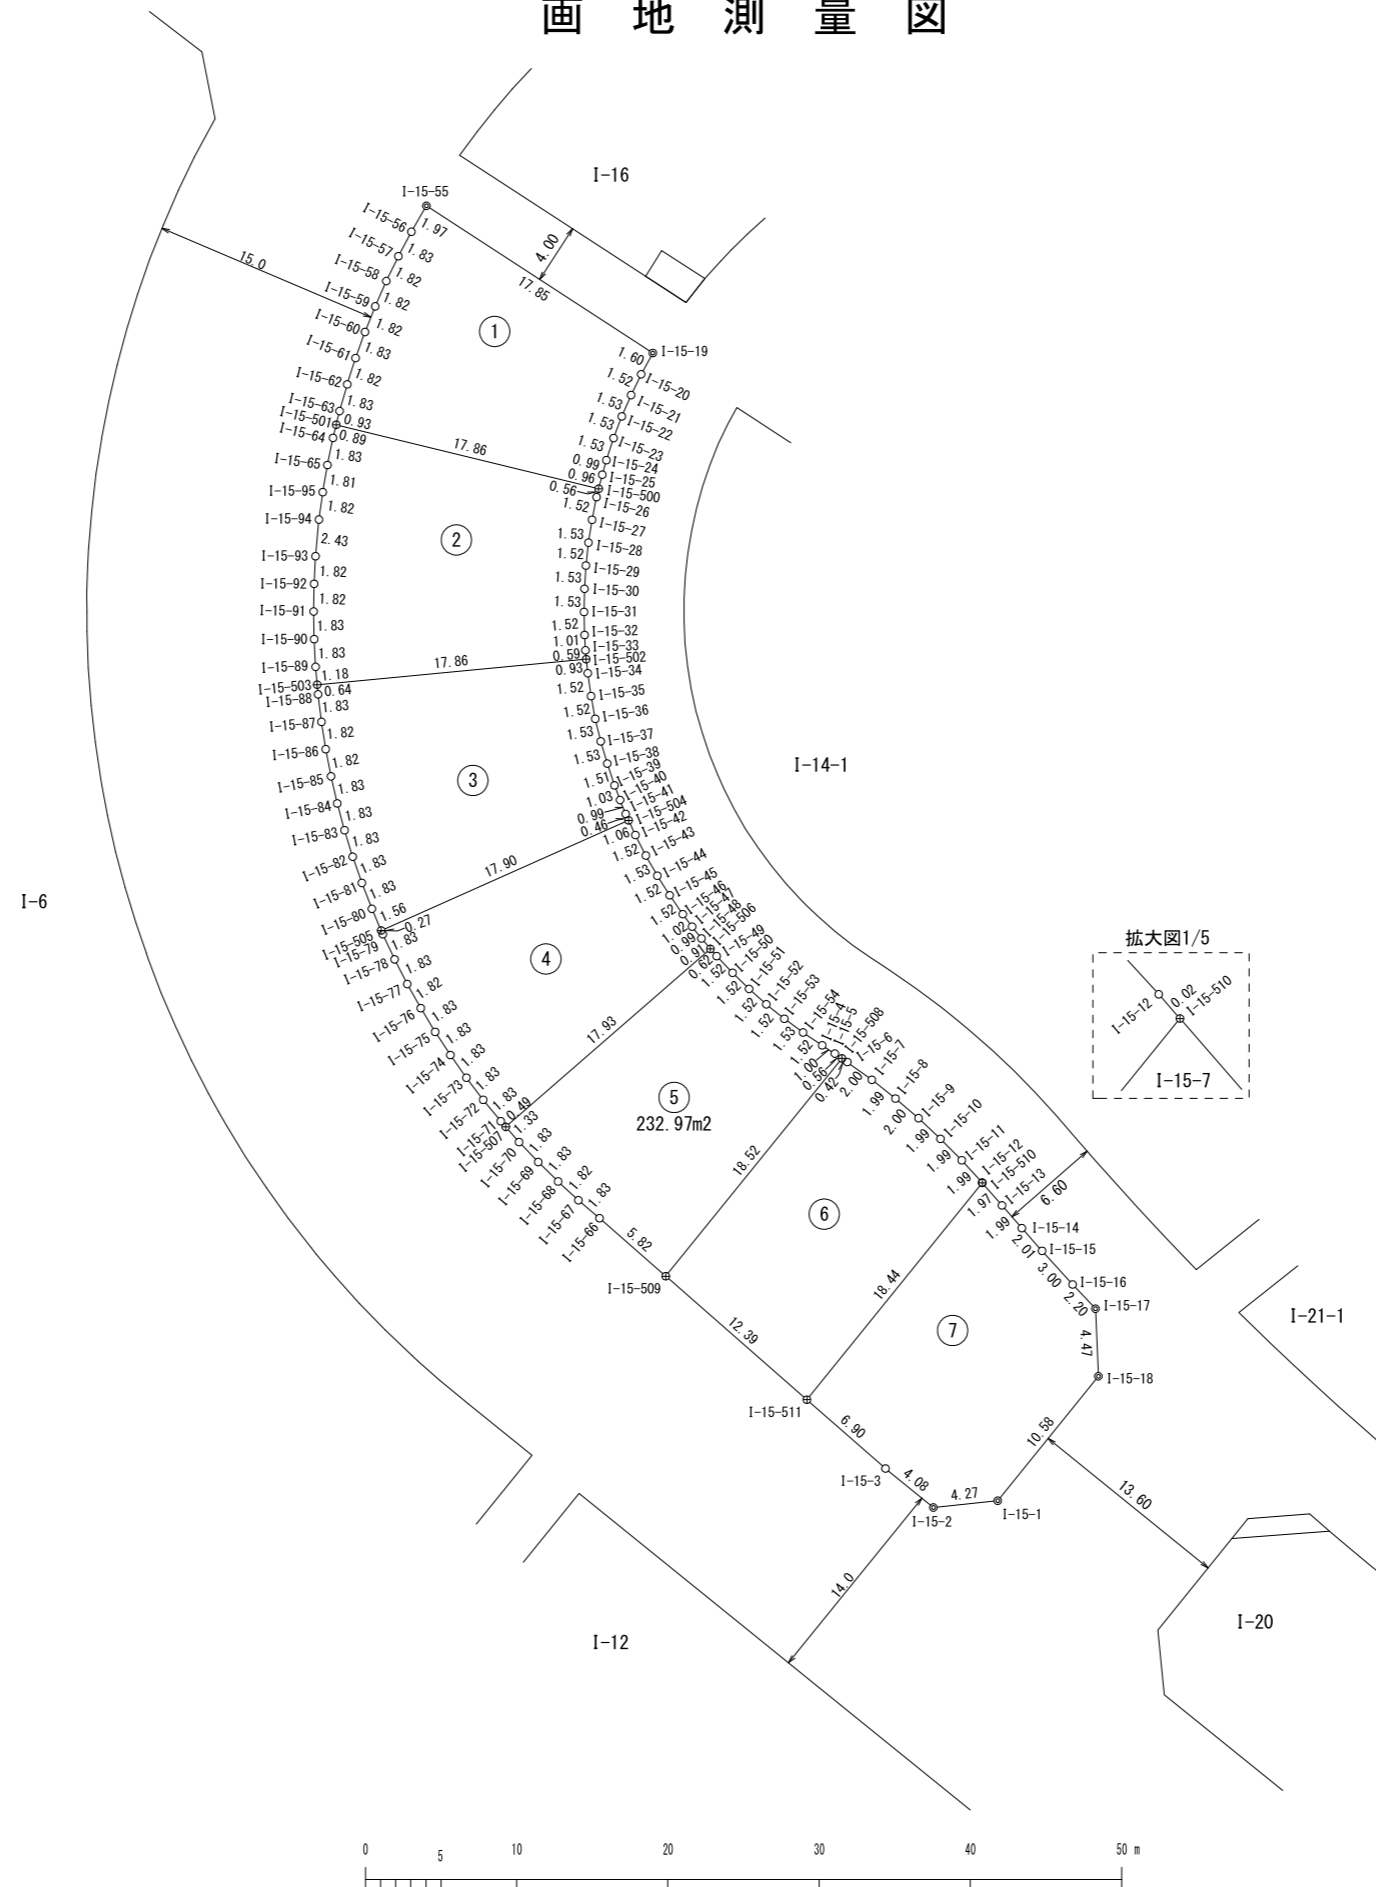 画地測量図
I-16
I-15-55
I-15-56
1.97
I-15-57
1.83
I-15-58
1.82
I-15-59
1.82
15.0
4.00
17.85
I-15-60
1.82
I-15-61
1.83
I-15-62
1.82
I-15-63
1.83
I-15-501
0.93
I-15-64
0.89
①
I-15-19
1.60
I-15-20
1.52
I-15-21
1.53
I-15-22
1.53
I-15-23
1.53
I-15-24
0.99
I-15-25
0.96
I-15-500
0.56
I-15-26
17.86
I-15-65
1.83
I-15-95
1.81
I-15-94
1.82
I-15-93
2.43
I-15-92
1.82
I-15-91
1.82
I-15-90
1.83
I-15-89
1.83
I-15-503
1.18
I-15-88
0.64
②
1.52
I-15-27
1.53
I-15-28
1.52
I-15-29
1.53
I-15-30
1.53
I-15-31
1.52
I-15-32
1.01
I-15-33
0.59
I-15-502
0.93
I-15-34
17.86
I-15-87
1.83
I-15-86
1.82
I-15-85
1.82
I-15-84
1.83
I-15-83
1.83
I-15-82
1.83
I-15-81
1.83
I-15-80
1.83
I-15-505
1.56
I-15-79
0.27
③
1.52
I-15-35
1.52
I-15-36
1.53
I-15-37
1.53
I-15-38
1.51
I-15-39
1.03
I-15-40
0.99
I-15-41
0.46
I-15-504
1.06
I-15-42
I-14-1
I-6
17.90
I-15-78
1.83
I-15-77
1.83
I-15-76
1.82
I-15-75
1.83
I-15-74
1.83
I-15-73
1.83
I-15-72
1.83
I-15-71
1.83
I-15-507
0.49
④
1.52
I-15-43
1.53
I-15-44
1.52
I-15-45
1.52
I-15-46
1.02
I-15-47
0.99
I-15-48
0.91
I-15-506
0.62
I-15-49
17.93
1.52
I-15-50
1.52
I-15-51
1.52
I-15-52
1.52
I-15-53
1.53
I-15-54
1.52
I-15-4
1.00
I-15-5
0.56
I-15-508
0.42
I-15-6
拡大図1/5
I-15-12
0.02
I-15-510
I-15-7
⑤
232.97m2
1.33
I-15-70
1.83
I-15-69
1.83
I-15-68
1.82
I-15-67
1.83
I-15-66
5.82
I-15-509
18.52
2.00
I-15-7
1.99
I-15-8
2.00
I-15-9
1.99
I-15-10
1.99
I-15-11
1.99
I-15-12
I-15-510
1.97
I-15-13
6.60
⑥
1.99
I-15-14
2.01
I-15-15
3.00
I-15-16
2.20
I-15-17
4.47
I-15-18
18.44
12.39
⑦
I-21-1
I-15-511
6.90
I-15-3
4.08
I-15-2
4.27
I-15-1
10.58
13.60
14.0
I-12
I-20
0 5 10 20 30 40 50 m